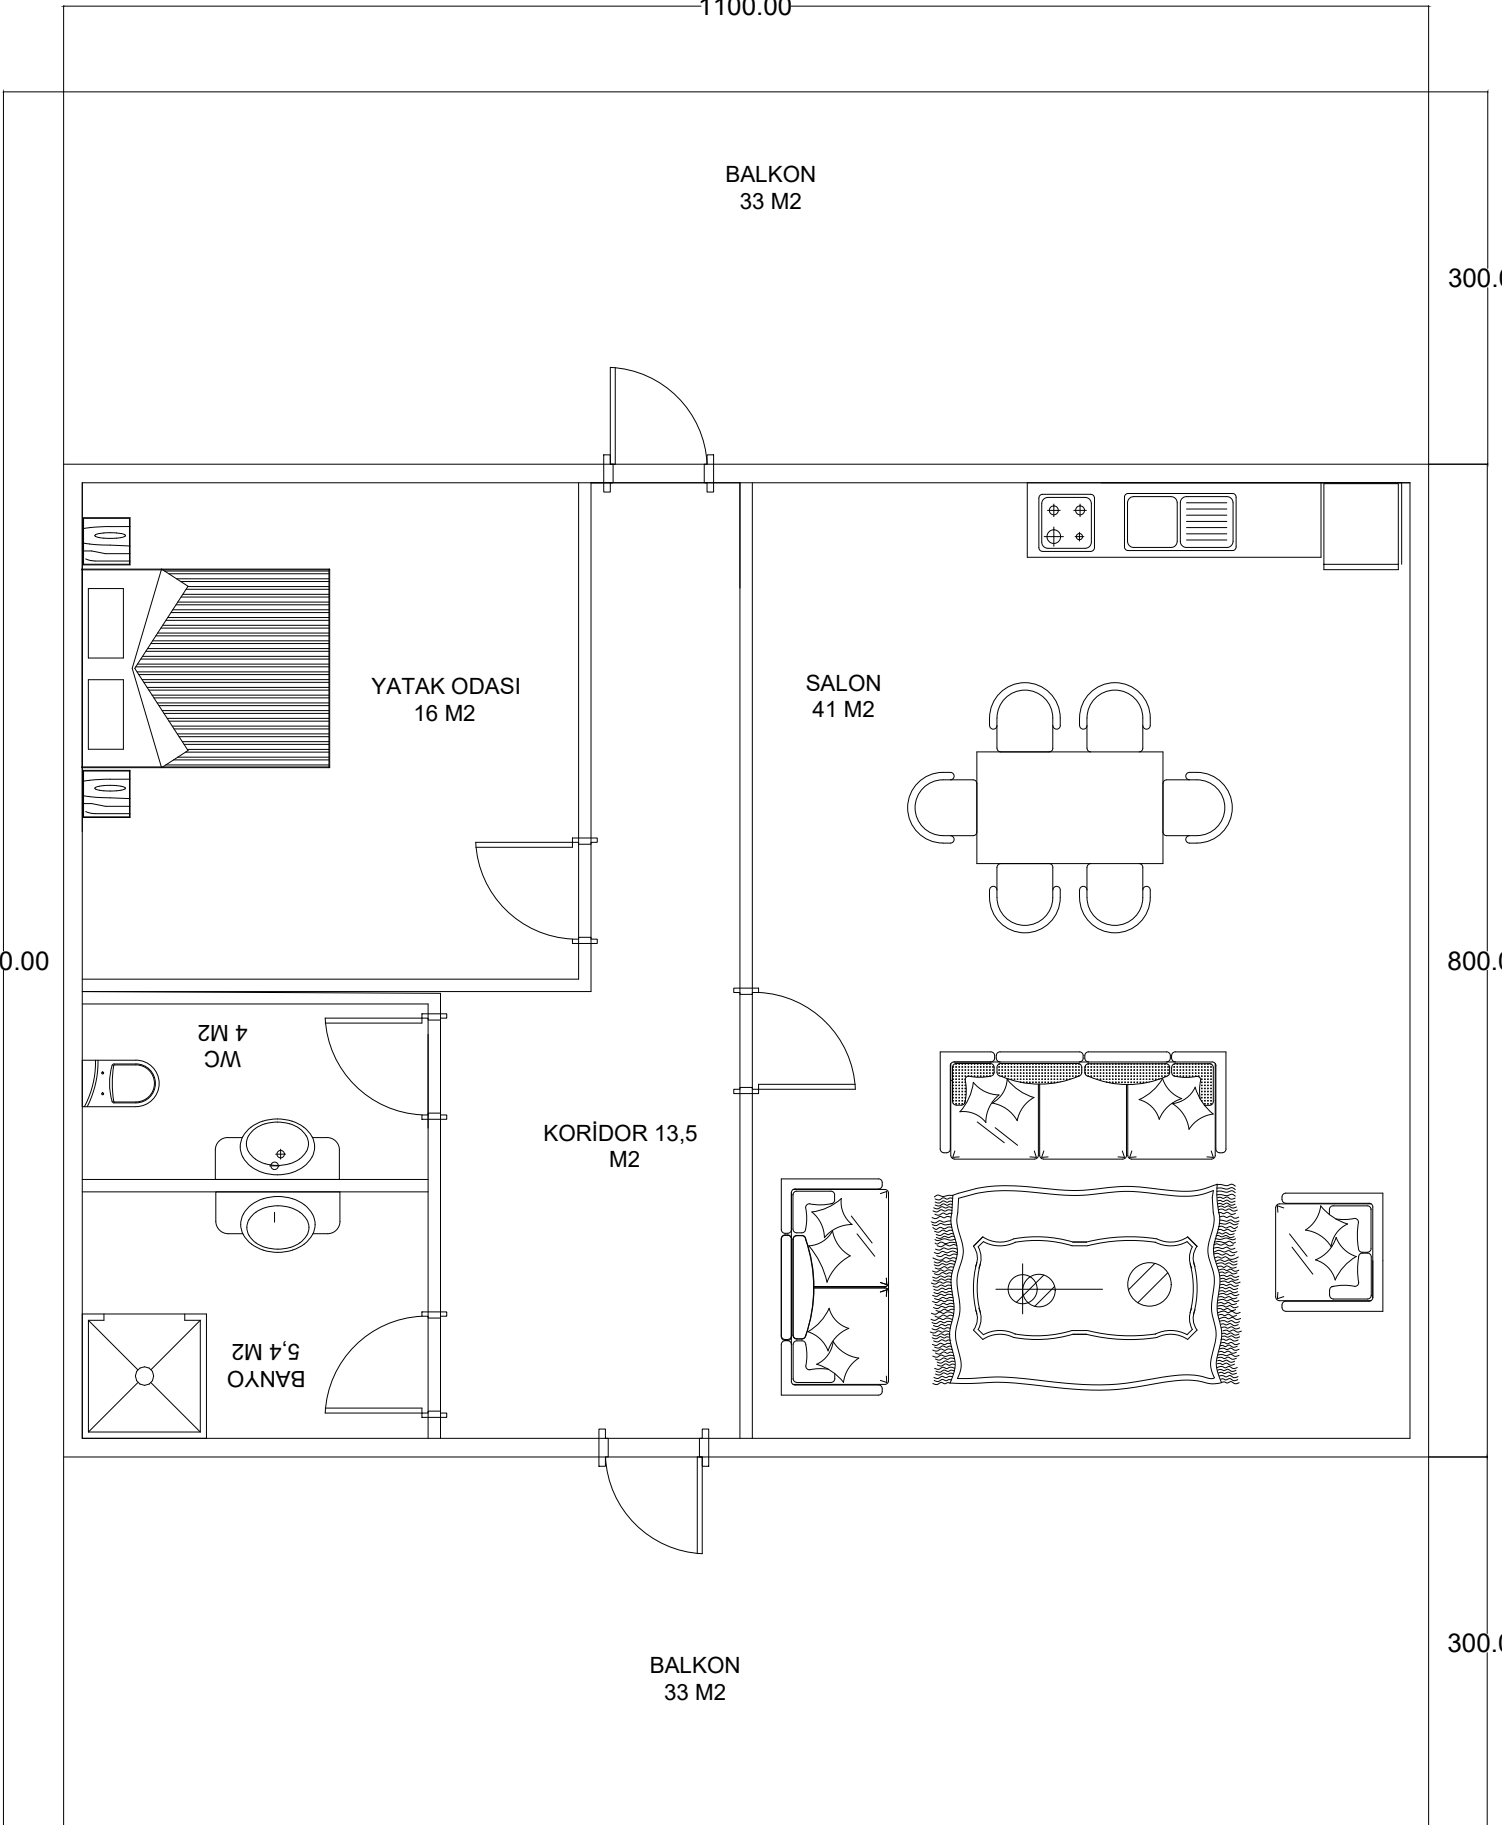 1100.00
BALKON
33 M2
300.0
YATAK ODASI
16 M2
SALON
41 M2
0.00
800.0
WC
4 M2
KORİDOR 13,5
M2
BANYO
5,4 M2
300.0
BALKON
33 M2